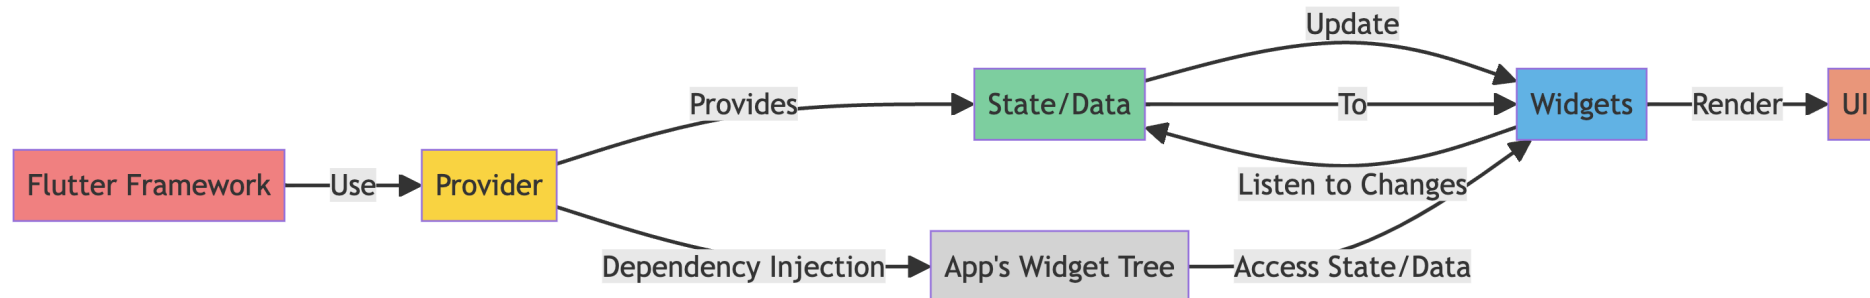 Flutter Framework
Use
Provider
Provides
Dependency Injection
State/Data
App's Widget Tree
Update
To
Listen to Changes
Access State/Data
Widgets
Render
UI